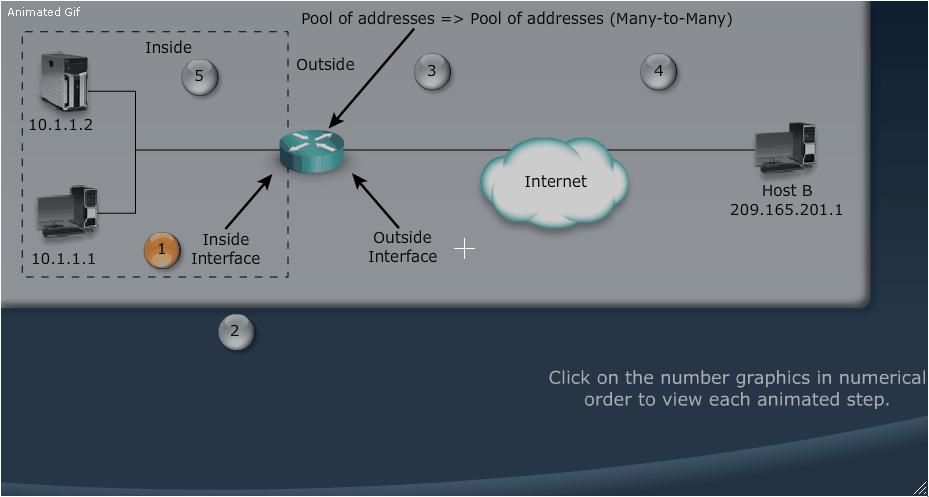 Animated Gif
Pool of addresses => Pool of addresses (Many-to-Many)
Inside
5
Outside
3
4
10.1.1.2
Internet
Host B
209.165.201.1
10.1.1.1
1
Inside
Interface
Outside
Interface
2
Click on the number graphics in numerical
order to view each animated step.